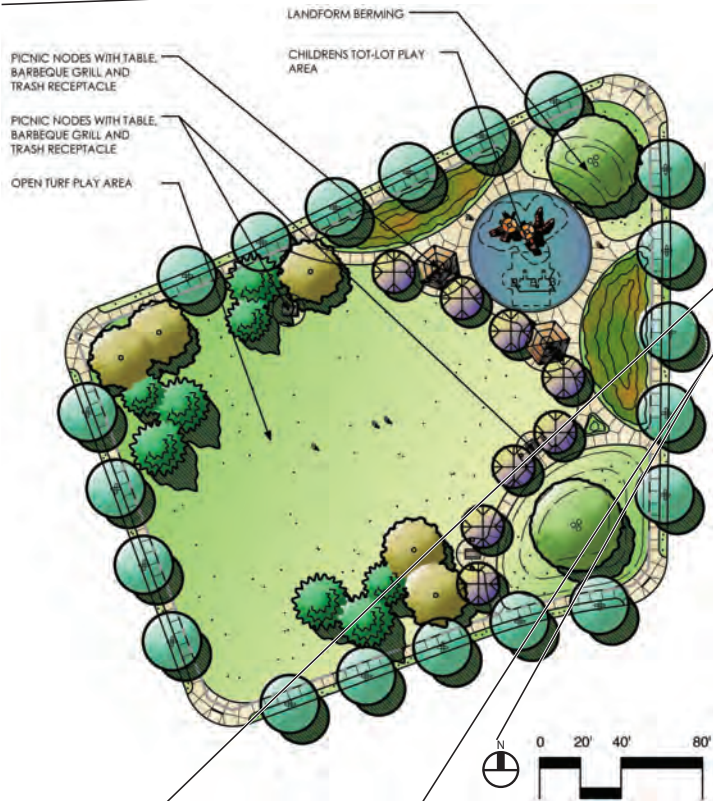 LANDFORM BERMING
CHILDRENS TOT-LOT PLAY
AREA
PICNIC NODES WITH TABLE,
BARBEQUE GRILL AND
TRASH RECEPTACLE
PICNIC NODES WITH TABLE,
BARBEQUE GRILL AND
TRASH RECEPTACLE
OPEN TURF PLAY AREA
N
0 20' 40' 80'